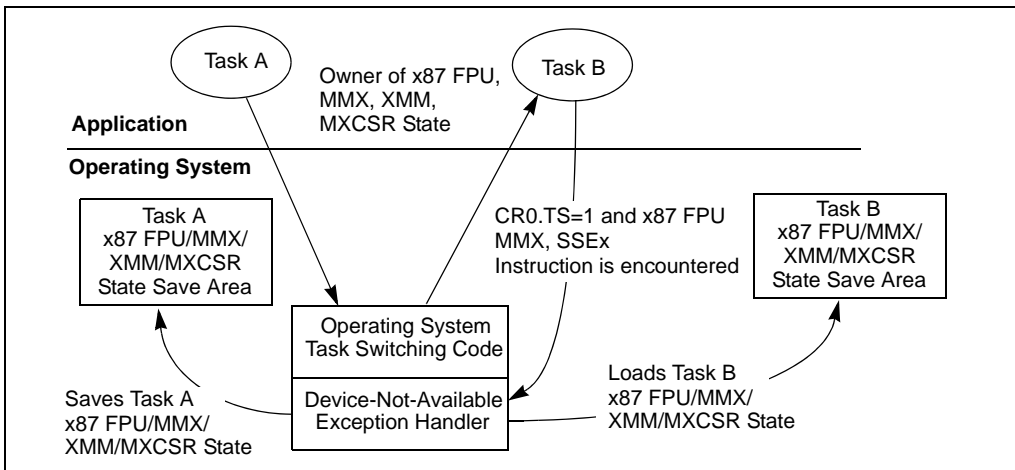 Task A
Owner of x87 FPU,
MMX, XMM,
MXCSR State
Task B
Application
Operating System
Task A
x87 FPU/MMX/
XMM/MXCSR
State Save Area
CR0.TS=1 and x87 FPU
MMX, SSEx
Instruction is encountered
Task B
x87 FPU/MMX/
XMM/MXCSR
State Save Area
Operating System
Task Switching Code
Device-Not-Available
Exception Handler
Saves Task A
x87 FPU/MMX/
XMM/MXCSR State
Loads Task B
x87 FPU/MMX/
XMM/MXCSR State